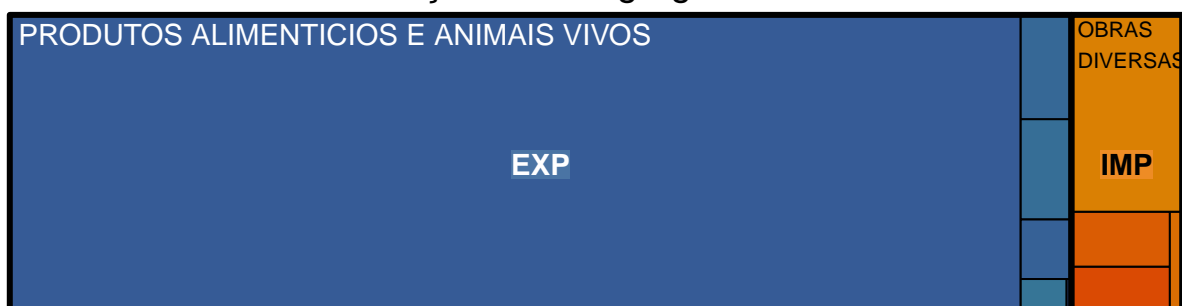 PRODUTOS ALIMENTICIOS E ANIMAIS VIVOS
OBRAS
DIVERSAS
EXP
IMP